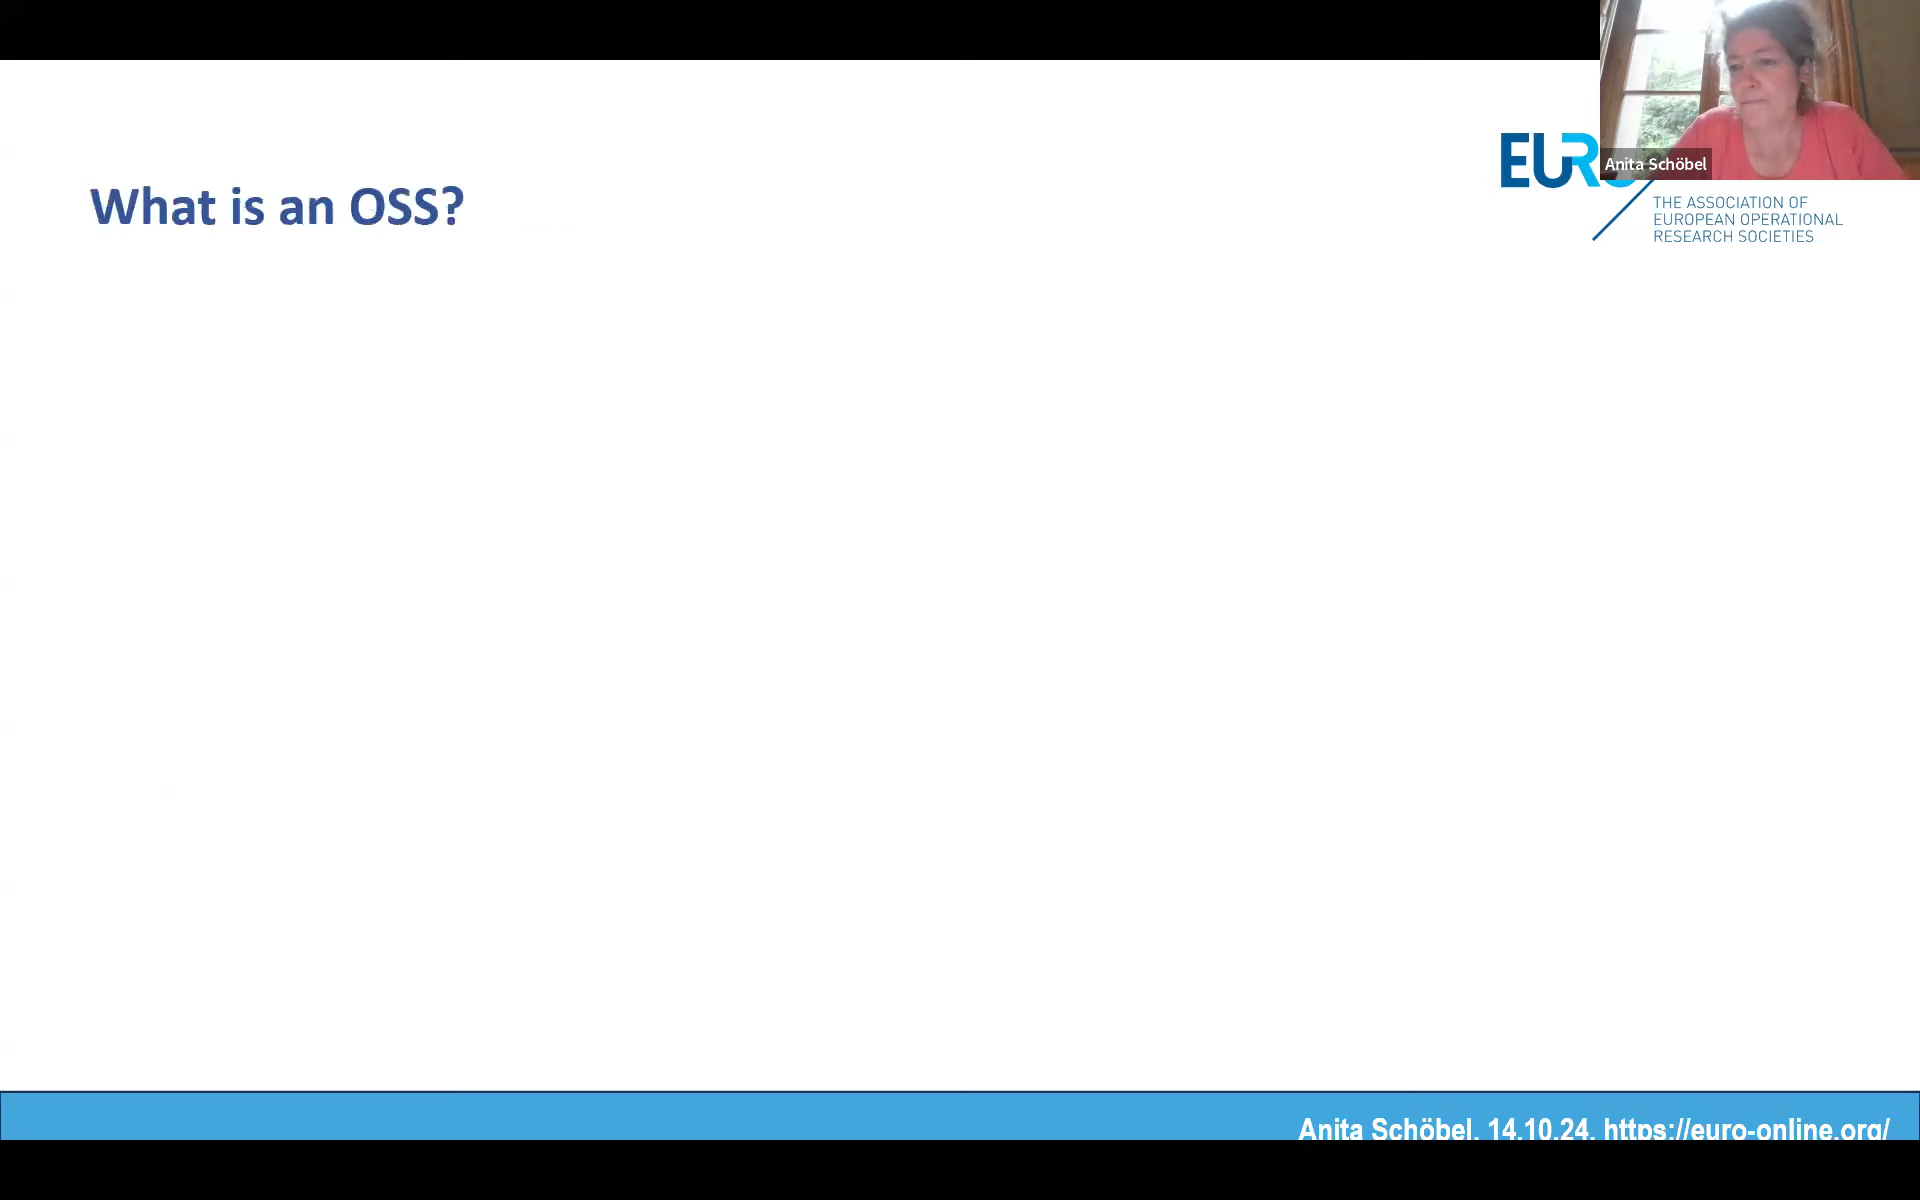 What is an OSS?
EURO
Anita Schöbel
THE ASSOCIATION OF
EUROPEAN OPERATIONAL
RESEARCH SOCIETIES
Anita Schöbel, 14.10.24, https://euro-online.org/